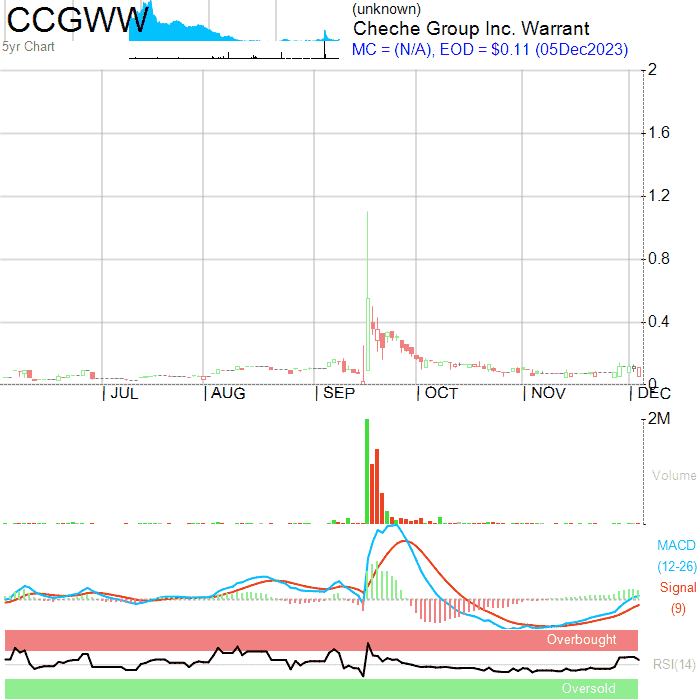 CCGWW
5yr Chart
(unknown)
Cheche Group Inc. Warrant
MC = (N/A), EOD = $0.11 (05Dec2023)
2
1.6
1.2
0.8
0.4
0
JUL AUG SEP OCT NOV DEC
2M
Volume
MACD
(12-26)
Signal
(9)
Overbought
RSI(14)
Oversold